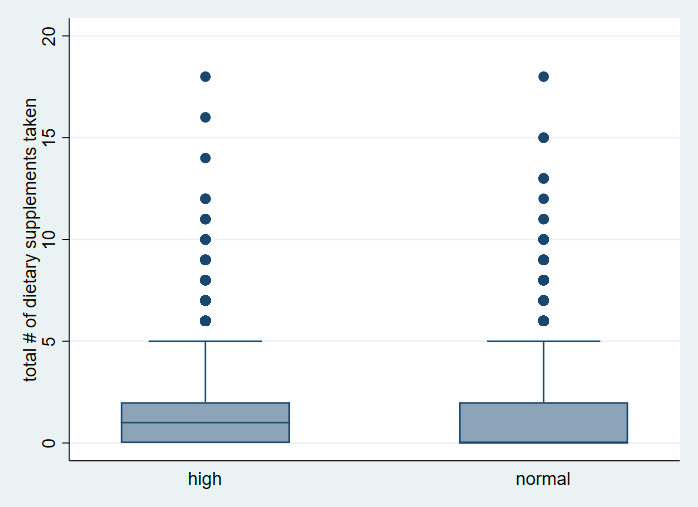 total # of dietary supplements taken
20
15
10
5
0
high
normal